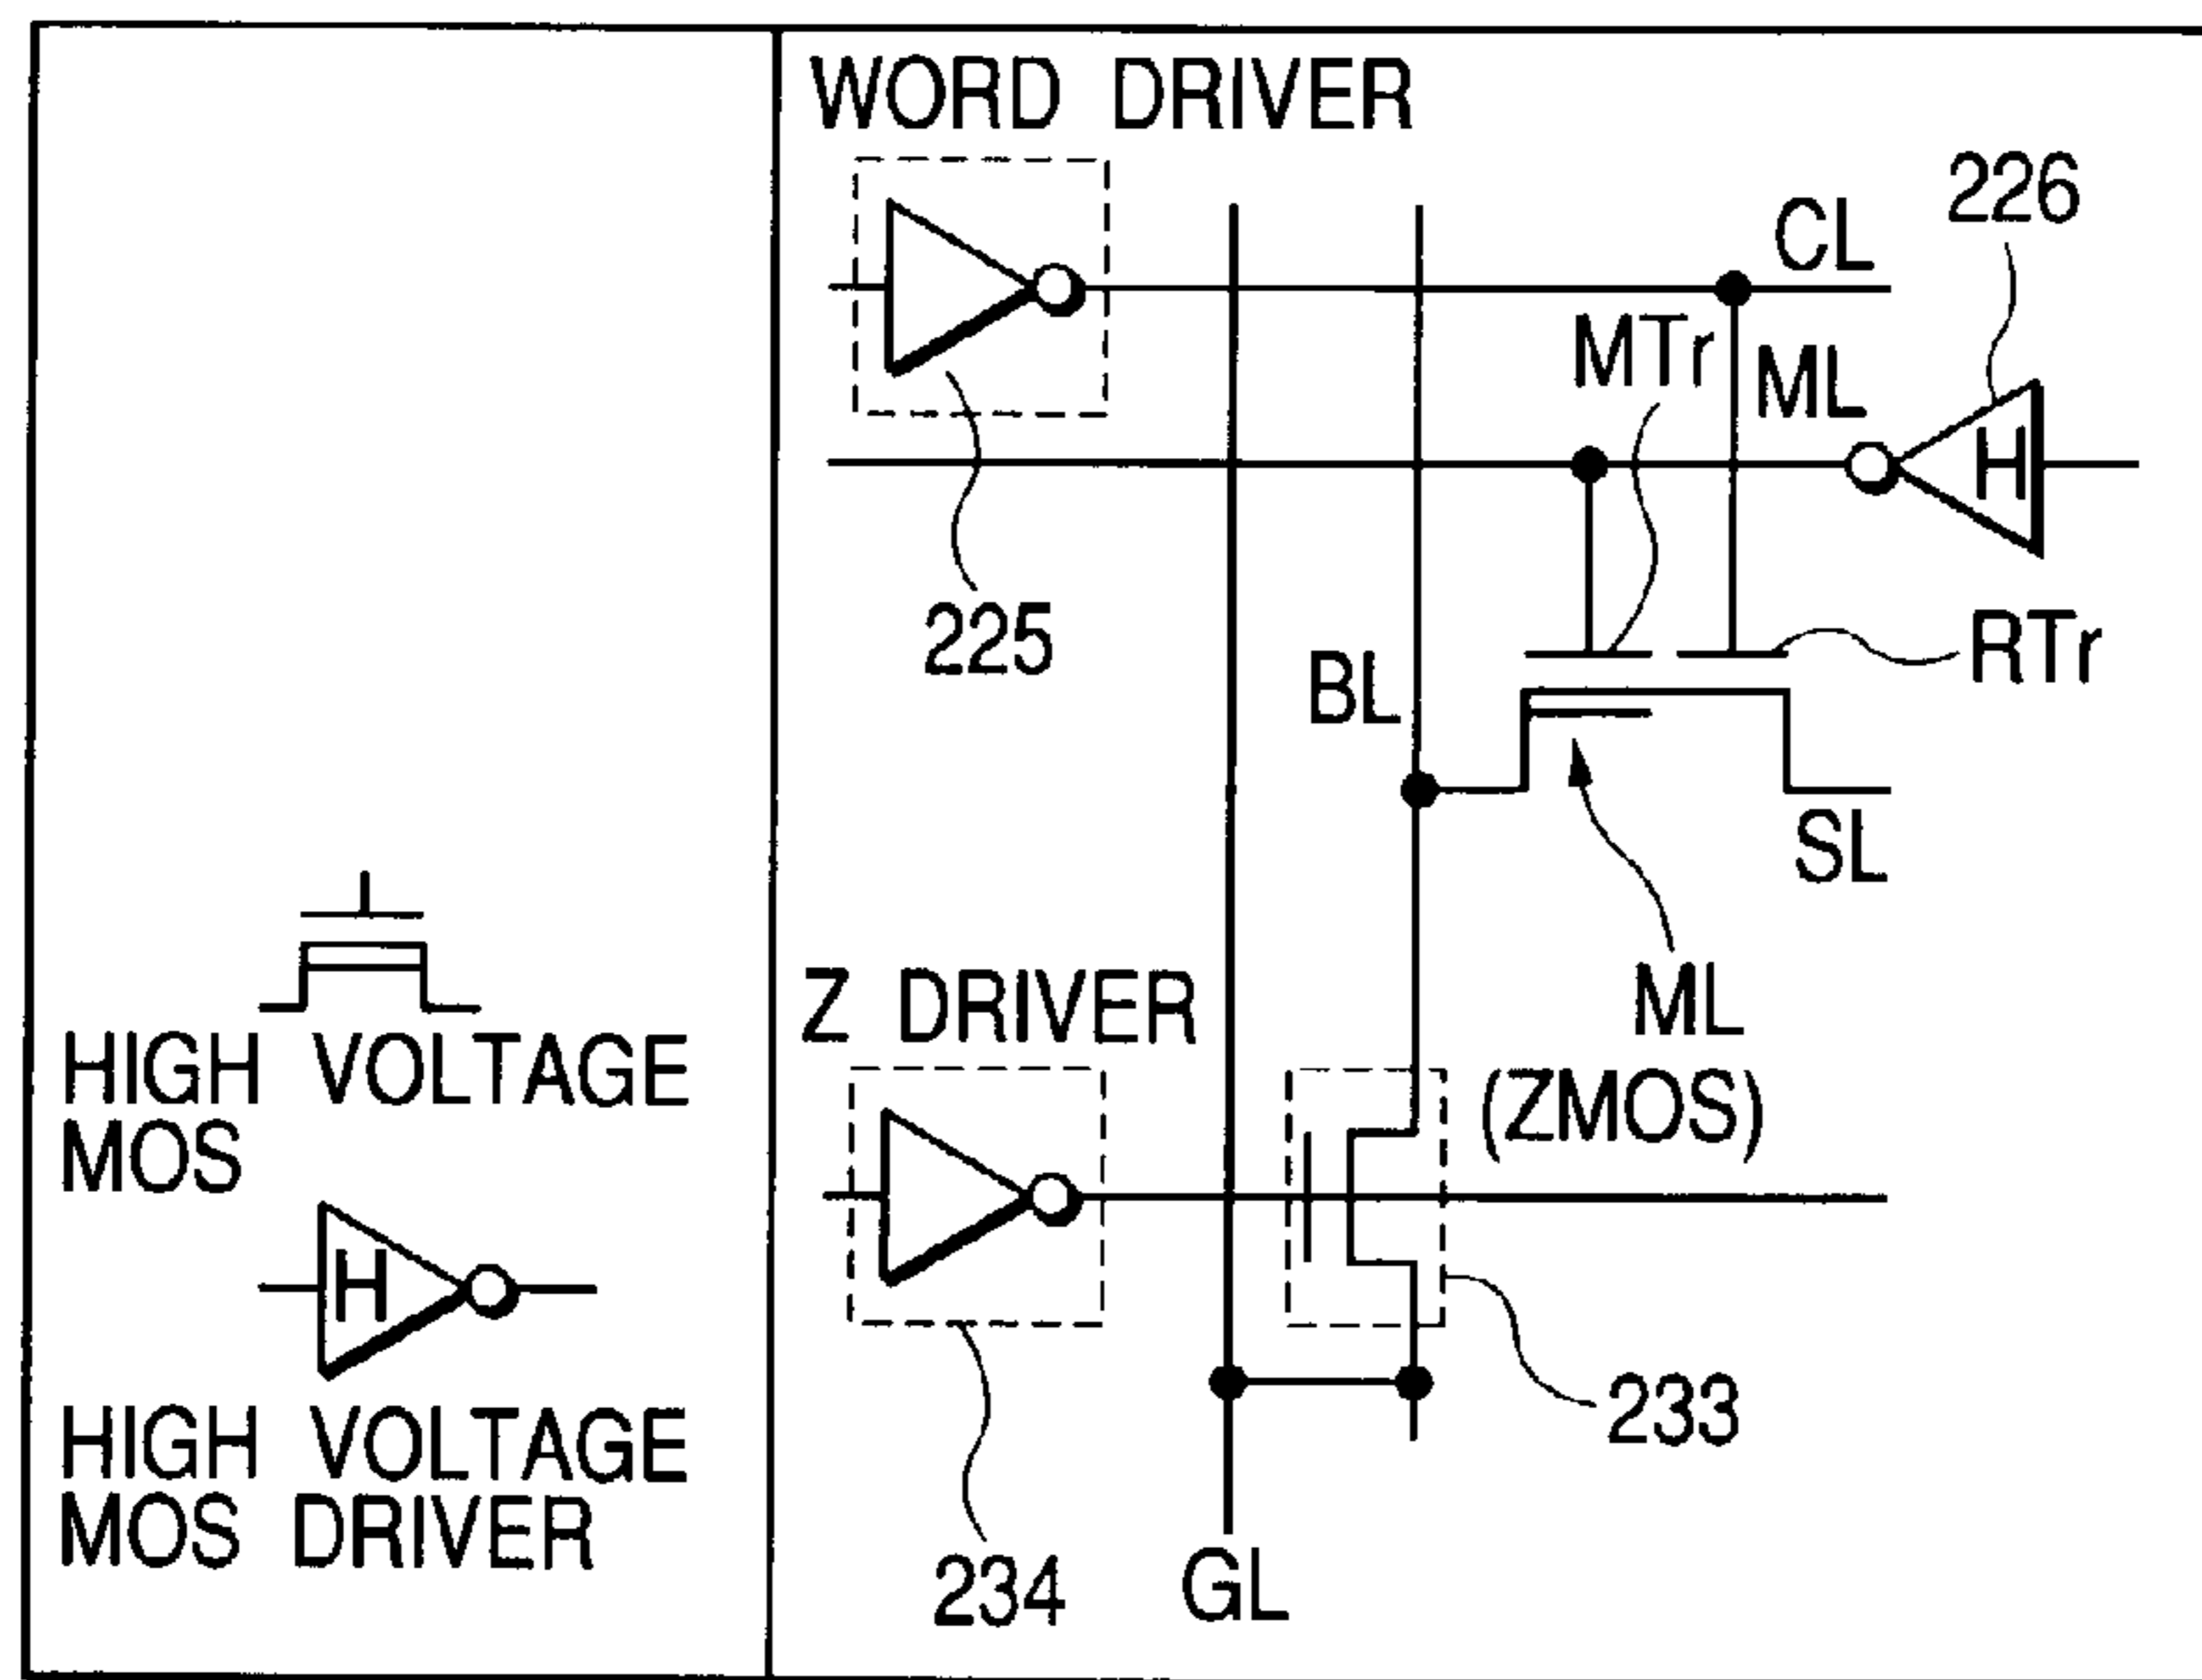 HIGH VOLTAGE
MOS
H
HIGH VOLTAGE
MOS DRIVER
WORD DRIVER
226
CL
MTr
ML
H
225
RTr
BL
SL
Z DRIVER
ML
(ZMOS)
233
234
GL